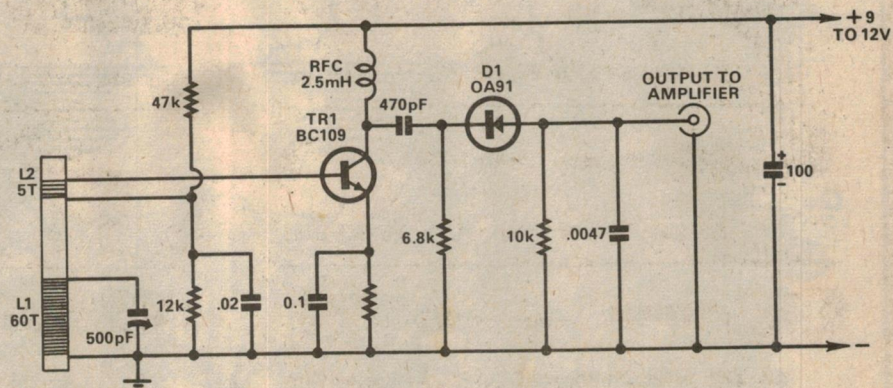 + 9
TO 12V
RFC
2.5mH
D1
OA91
OUTPUT TO
AMPLIFIER
47k
470pF
TR1
BC109
L2
5T
+
100
-
6.8k
10k
.0047
L1
60T
12k
.02
0.1
500pF
-